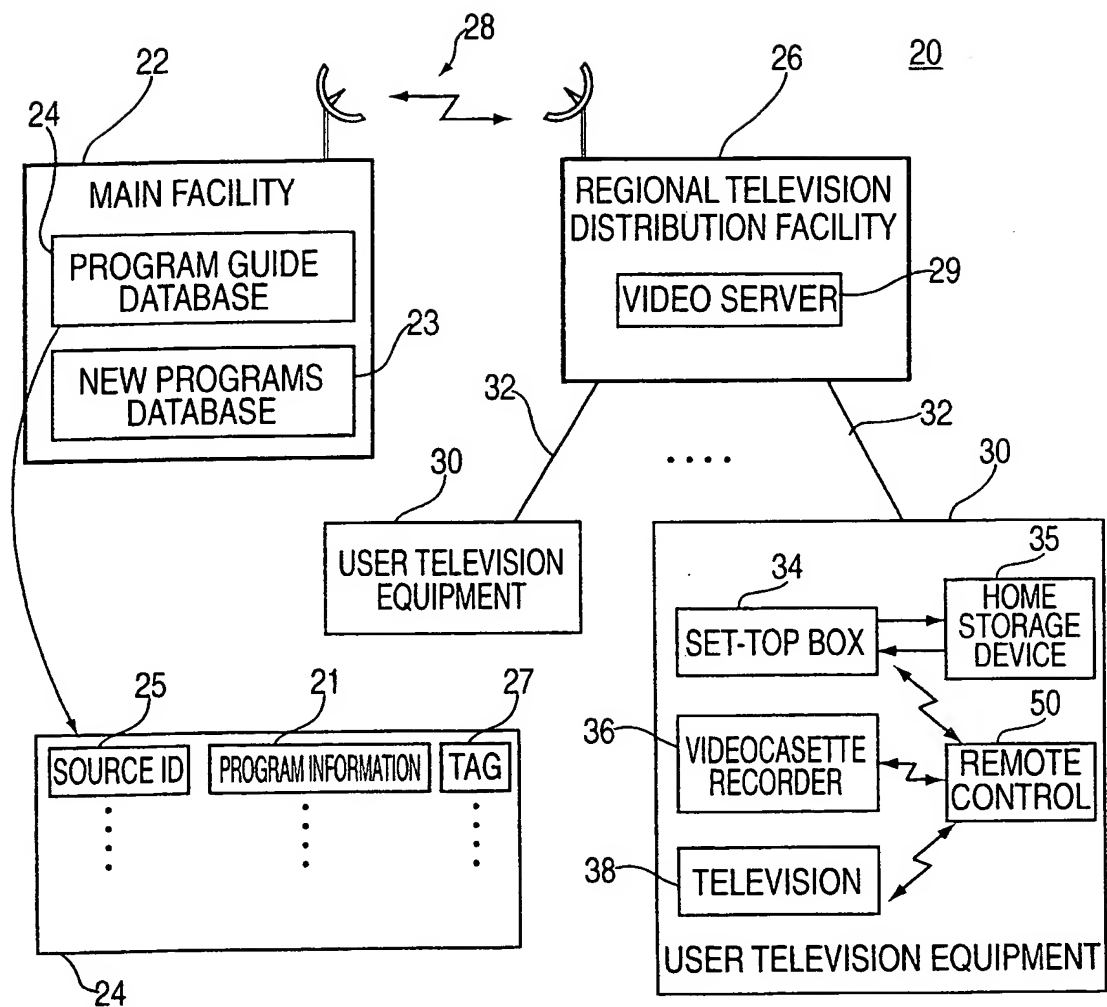 28
20
22
26
24
MAIN FACILITY
PROGRAM GUIDE
DATABASE
23
NEW PROGRAMS
DATABASE
REGIONAL TELEVISION
DISTRIBUTION FACILITY
29
VIDEO SERVER
32
32
30
30
USER TELEVISION
EQUIPMENT
34
SET-TOP BOX
35
HOME
STORAGE
DEVICE
36
VIDEOCASETTE
RECORDER
50
REMOTE
CONTROL
38
TELEVISION
USER TELEVISION EQUIPMENT
25
21
27
SOURCE ID
PROGRAM INFORMATION
TAG
24